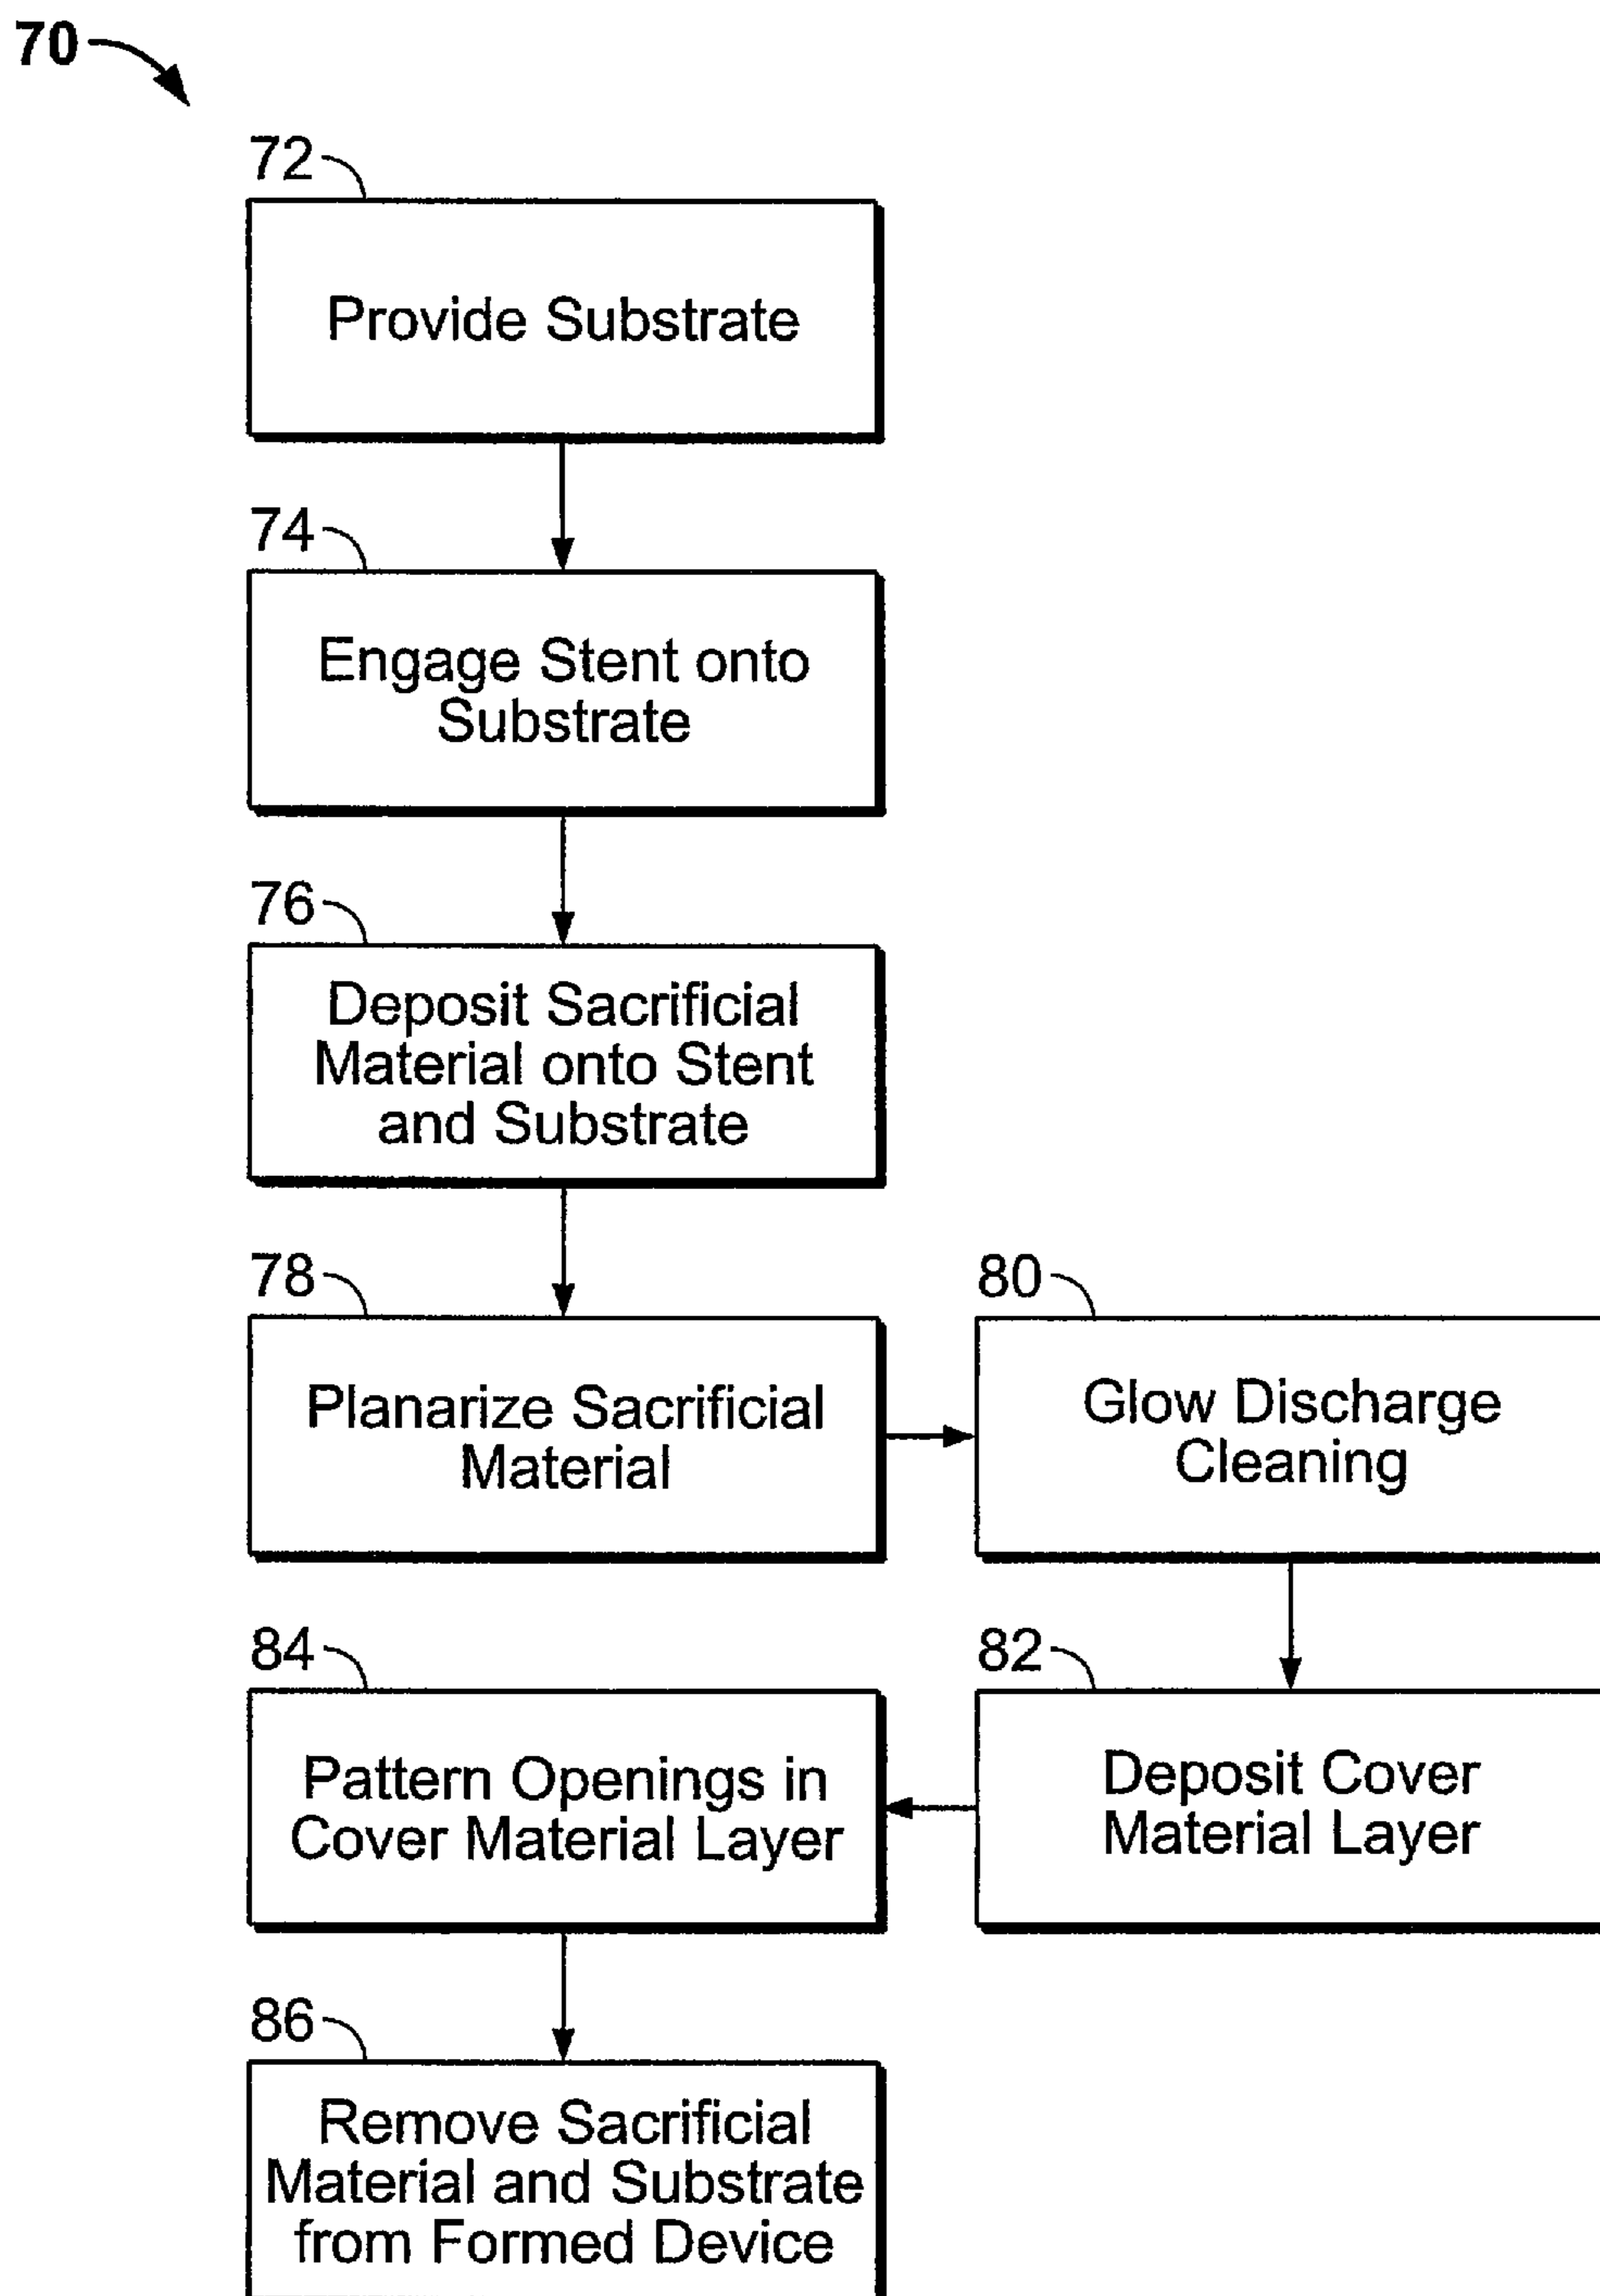 70
72
Provide Substrate
74
Engage Stent onto
Substrate
76
Deposit Sacrificial
Material onto Stent
and Substrate
78
Planarize Sacrificial
Material
80
Glow Discharge
Cleaning
82
Deposit Cover
Material Layer
84
Pattern Openings in
Cover Material Layer
86
Remove Sacrificial
Material and Substrate
from Formed Device